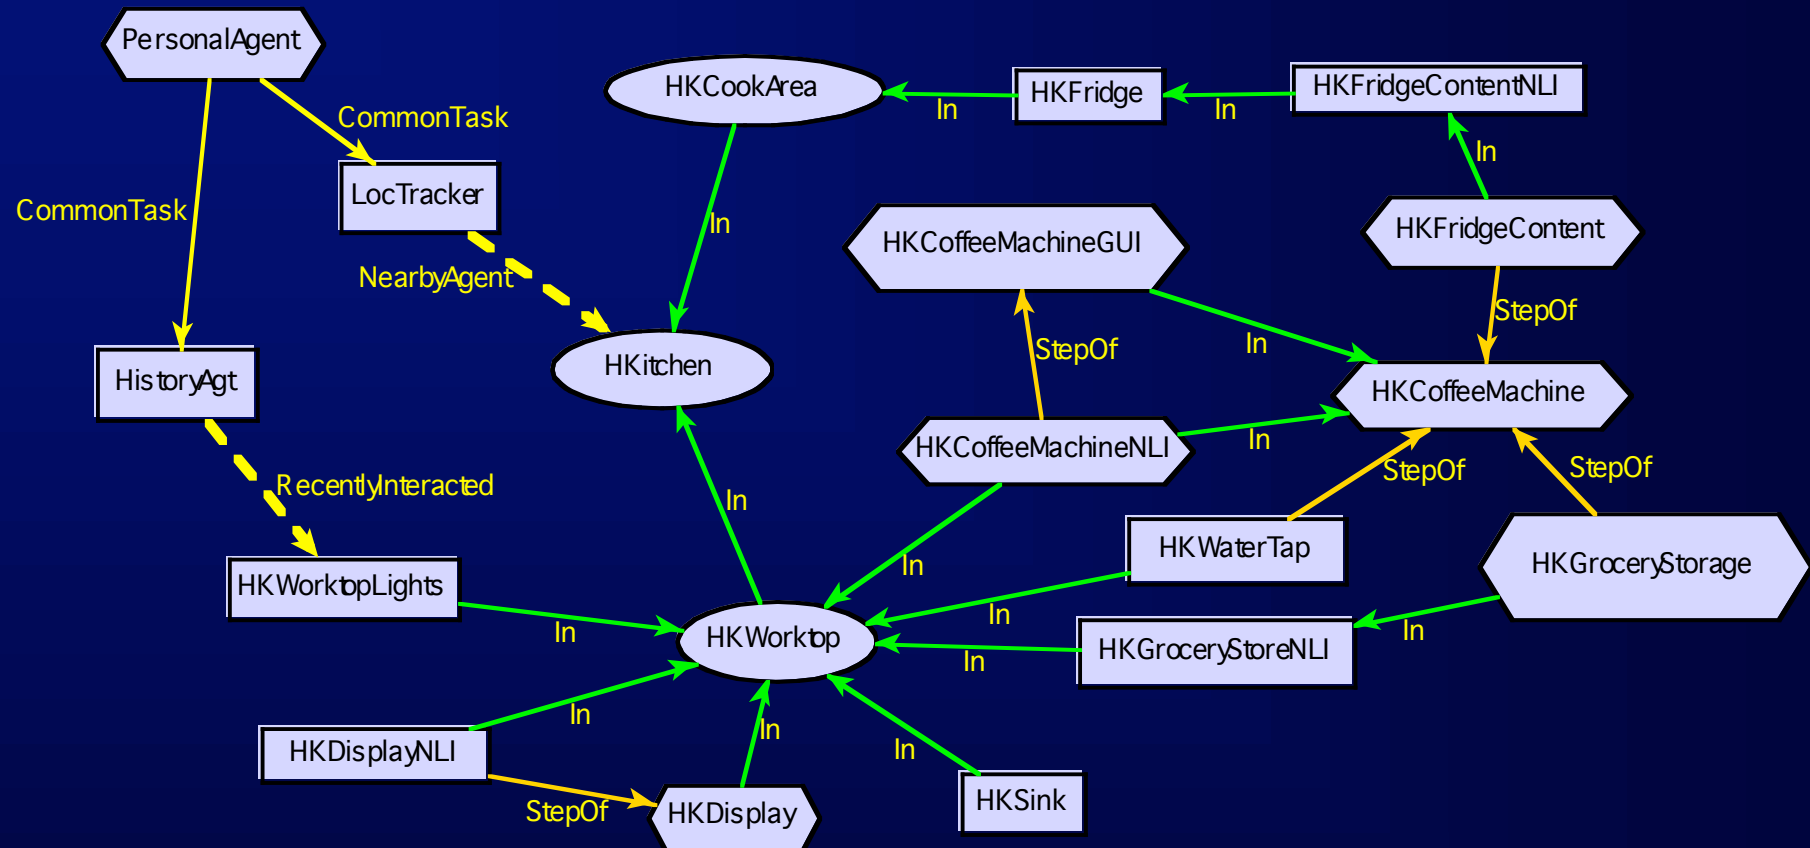 PersonalAgent
HKCookArea
In
HKFridge
In
HKFridgeContentNLI
CommonTask
In
LocTracker
CommonTask
In
HKCoffeeMachineGUI
HKFridgeContent
NearbyAgent
StepOf
In
StepOf
HKitchen
HistoryAgt
HKCoffeeMachine
HKCoffeeMachineNLI
In
StepOf
StepOf
RecentlyInteracted
In
HKWaterTap
HKGroceryStorage
In
HKWorktopLights
In
In
HKWorktop
In
HKGroceryStoreNLI
In
In
In
In
HKDisplayNLI
In
StepOf
HKDisplay
HKSink